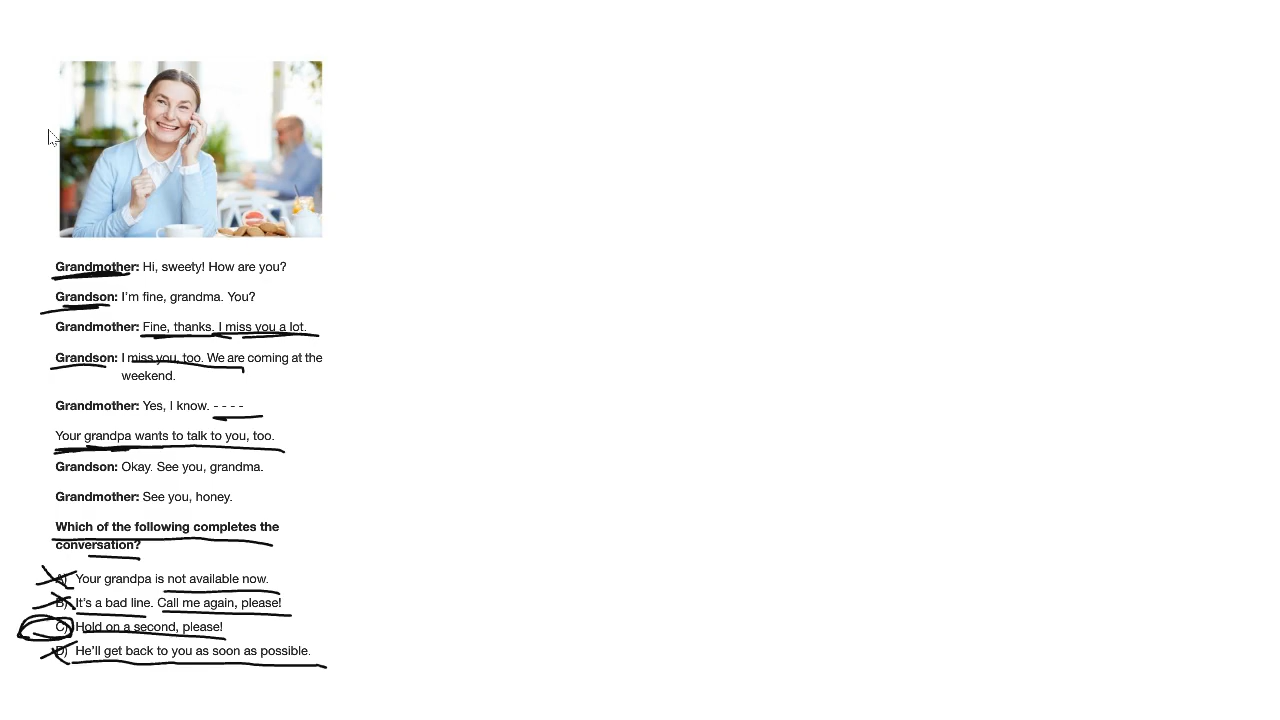 Grandmother: Hi, sweety! How are you?
Grandson: I'm fine, grandma. You?
Grandmother: Fine, thanks. I miss you a lot.
Grandson: I miss you, too. We are coming at the
weekend.
Grandmother: Yes, I know. - - - -
Your grandpa wants to talk to you, too.
Grandson: Okay. See you, grandma.
Grandmother: See you, honey.
Which of the following completes the
conversation?
A) Your grandpa is not available now.
B) It's a bad line. Call me again, please!
C) Hold on a second, please!
D) He'll get back to you as soon as possible.